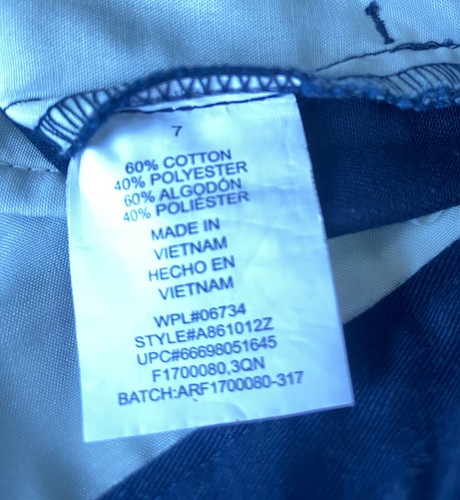 7
60% COTTON
40% POLYESTER
60% ALGODÓN
40% POLIÉSTER
MADE IN
VIETNAM
HECHO EN
VIETNAM
WPL#06734
STYLE#A861012Z
UPC#66698051645
F1700080,3QN
BATCH:ARF1700080-317